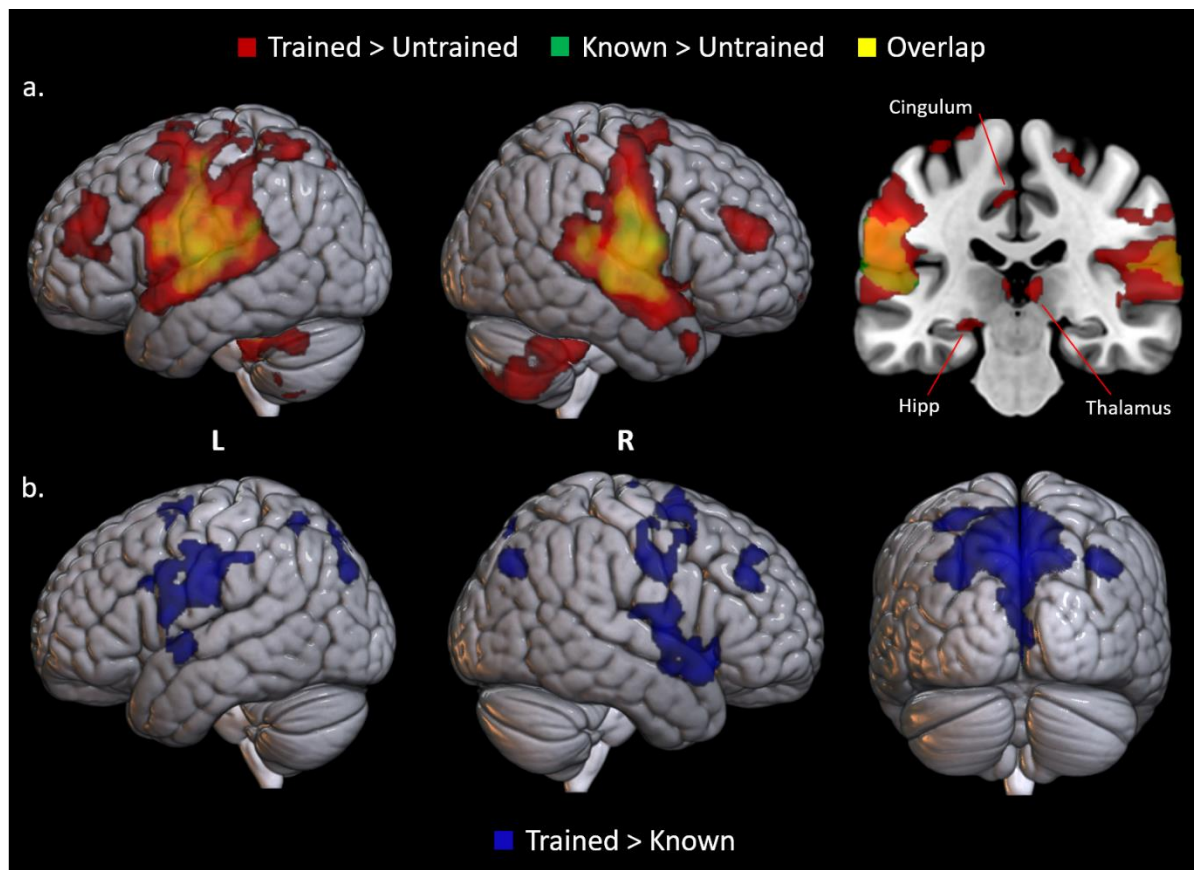 Trained > Untrained Known > Untrained Overlap
a.
Cingulum
Hipp
Thalamus
L R
b.
Trained > Known